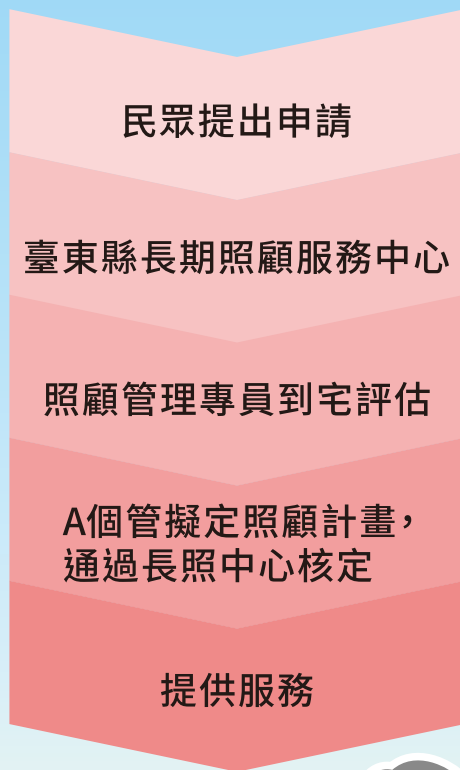 民眾提出申請
臺東縣長期照顧服務中心
照顧管理專員到宅評估
A個管擬定照顧計畫，
通過長照中心核定
提供服務